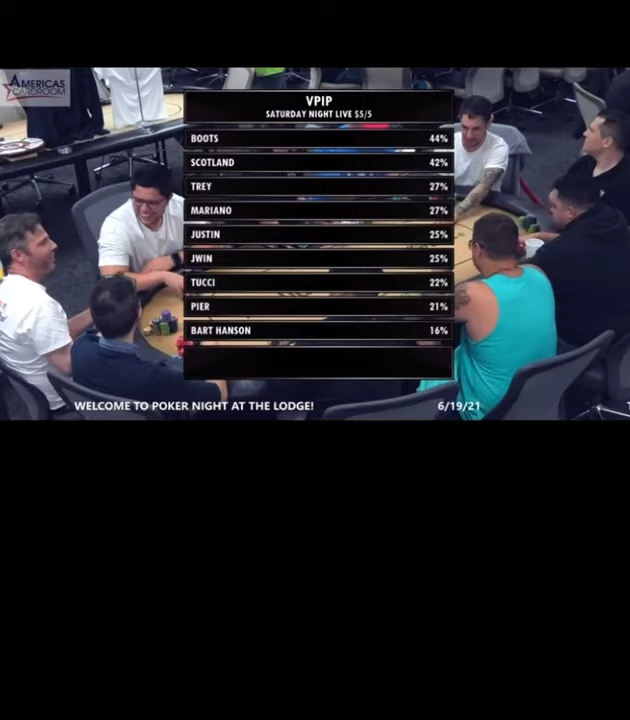 AMERICAS
CARDROOM
VPIP
SATURDAY NIGHT LIVE $5/5
BOOTS 44%
SCOTLAND 42%
TREY 27%
MARIANO 27%
JUSTIN 25%
JWIN 25%
TUCCI 22%
PIER 21%
BART HANSON 16%
WELCOME TO POKER NIGHT AT THE LODGE! 6/19/21